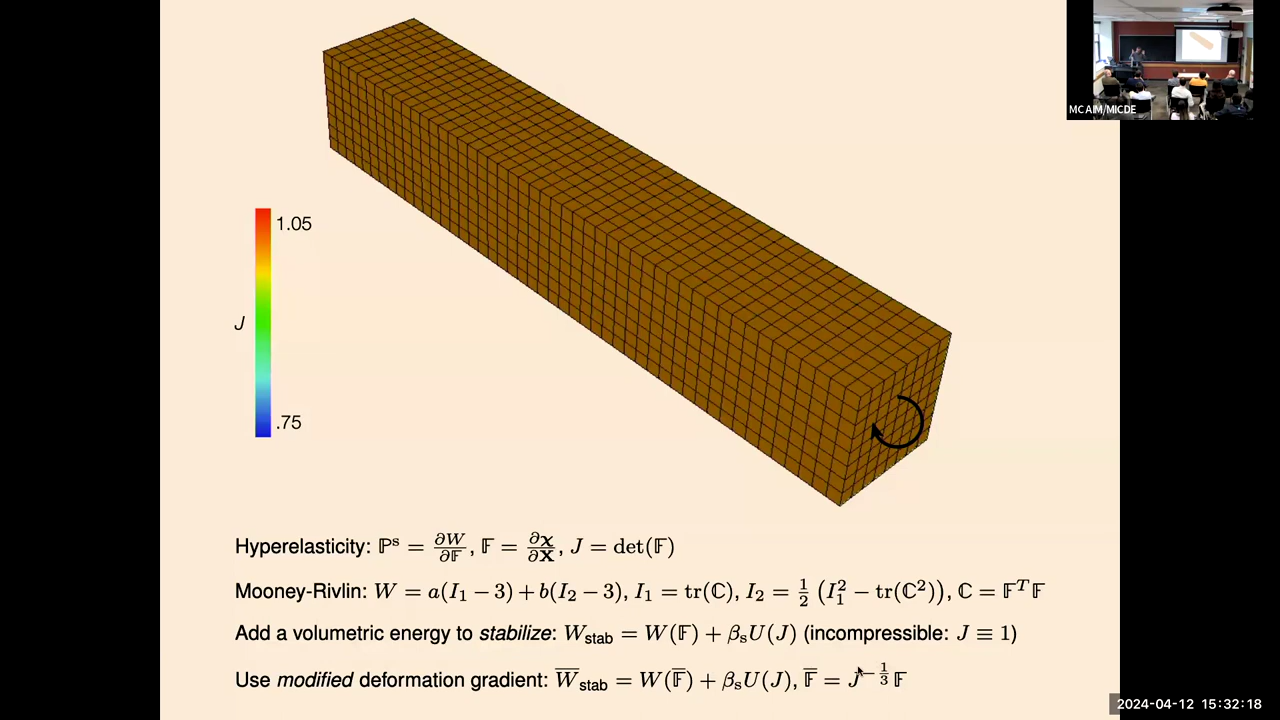 MCAIM/MICDE
1.05
J
.75
Hyperelasticity: ℙˢ = ∂W/∂𝔽, 𝔽 = ∂𝛘/∂𝐗, J = det(𝔽)
Mooney-Rivlin: W = a(I₁ − 3) + b(I₂ − 3), I₁ = tr(ℂ), I₂ = 1/2 (I₁² − tr(ℂ²)), ℂ = 𝔽ᵀ𝔽
Add a volumetric energy to stabilize: W_stab = W(𝔽) + βₛU(J) (incompressible: J ≡ 1)
Use modified deformation gradient: W̅_stab = W(𝔽̅) + βₛU(J), 𝔽̅ = J^(−1/3) 𝔽
2024-04-12 15:32:18